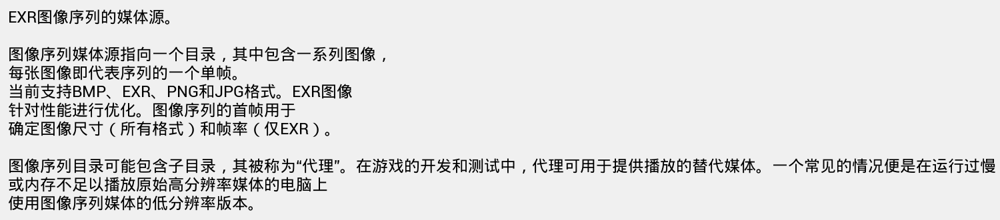 EXR图像序列的媒体源。
图像序列媒体源指向一个目录，其中包含一系列图像，
每张图像即代表序列的一个单帧。
当前支持BMP、EXR、PNG和JPG格式。EXR图像
针对性能进行优化。图像序列的首帧用于
确定图像尺寸（所有格式）和帧率（仅EXR）。
图像序列目录可能包含子目录，其被称为“代理”。在游戏的开发和测试中，代理可用于提供播放的替代媒体。一个常见的情况便是在运行过慢
或内存不足以播放原始高分辨率媒体的电脑上
使用图像序列媒体的低分辨率版本。